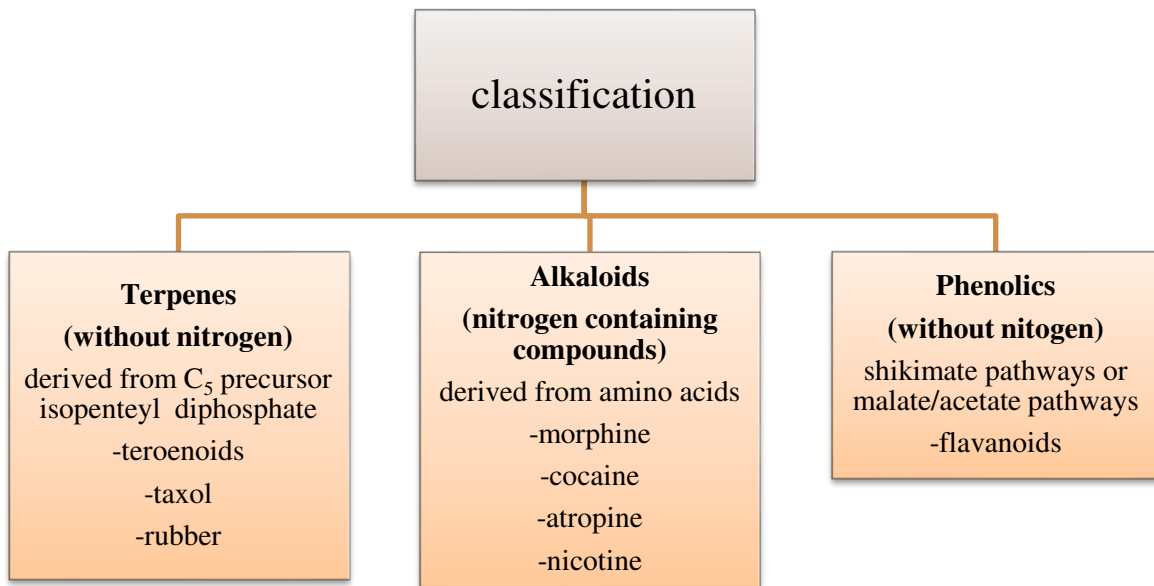 classification
Terpenes
(without nitrogen)
derived from C₅ precursor
isopenteyl diphosphate
-teroenoids
-taxol
-rubber
Alkaloids
(nitrogen containing
compounds)
derived from amino acids
-morphine
-cocaine
-atropine
-nicotine
Phenolics
(without nitogen)
shikimate pathways or
malate/acetate pathways
-flavanoids